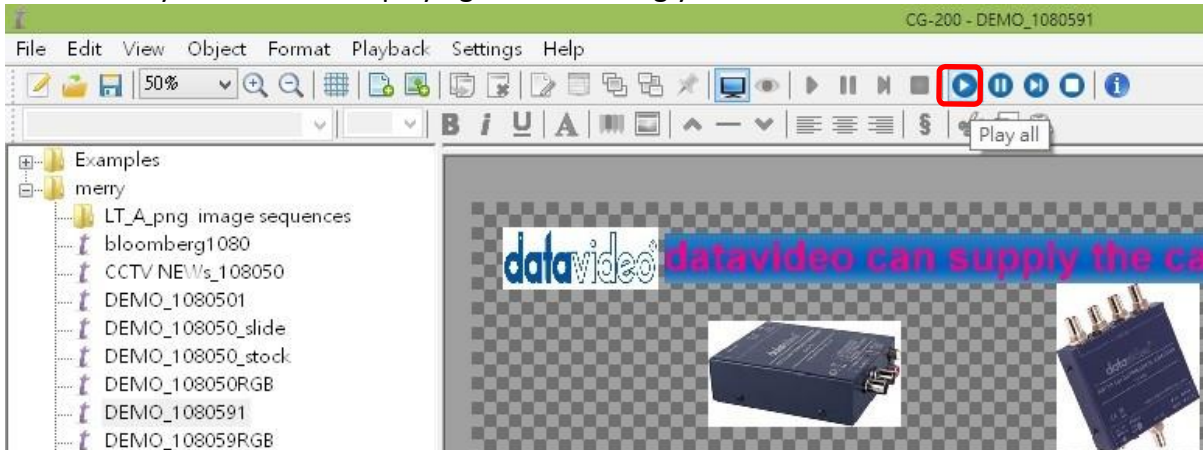 CG-200 - DEMO_1080591
File Edit View Object Format Playback Settings Help
50%
B i U A § 
Play all
Examples
merry
LT_A_png image sequences
bloomberg1080
CCTV NEWs_108050
DEMO_1080501
DEMO_108050_slide
DEMO_108050_stock
DEMO_108050RGB
DEMO_1080591
DEMO_108059RGB
datavideo datavideo can supply the ca
datavideo